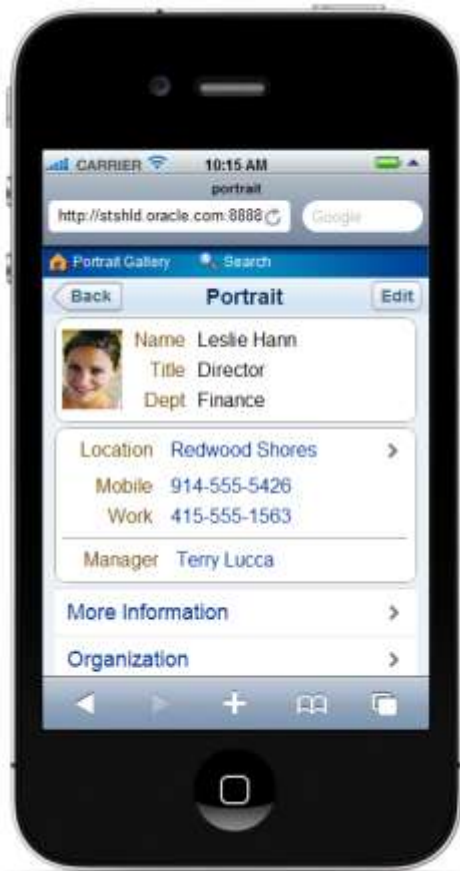 CARRIER 10:15 AM
portrait
http://stshld.oracle.com:8888 Google
Portrait Gallery Search
Back Portrait Edit
Name Leslie Hann
Title Director
Dept Finance
Location Redwood Shores
Mobile 914-555-5426
Work 415-555-1563
Manager Terry Lucca
More Information
Organization